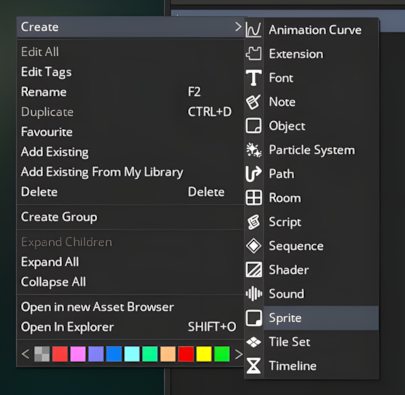 Create
Edit All
Edit Tags
Rename F2
Duplicate CTRL+D
Favourite
Add Existing
Add Existing From My Library
Delete Delete
Create Group
Expand Children
Expand All
Collapse All
Open in new Asset Browser
Open In Explorer SHIFT+O
Animation Curve
Extension
Font
Note
Object
Particle System
Path
Room
Script
Sequence
Shader
Sound
Sprite
Tile Set
Timeline